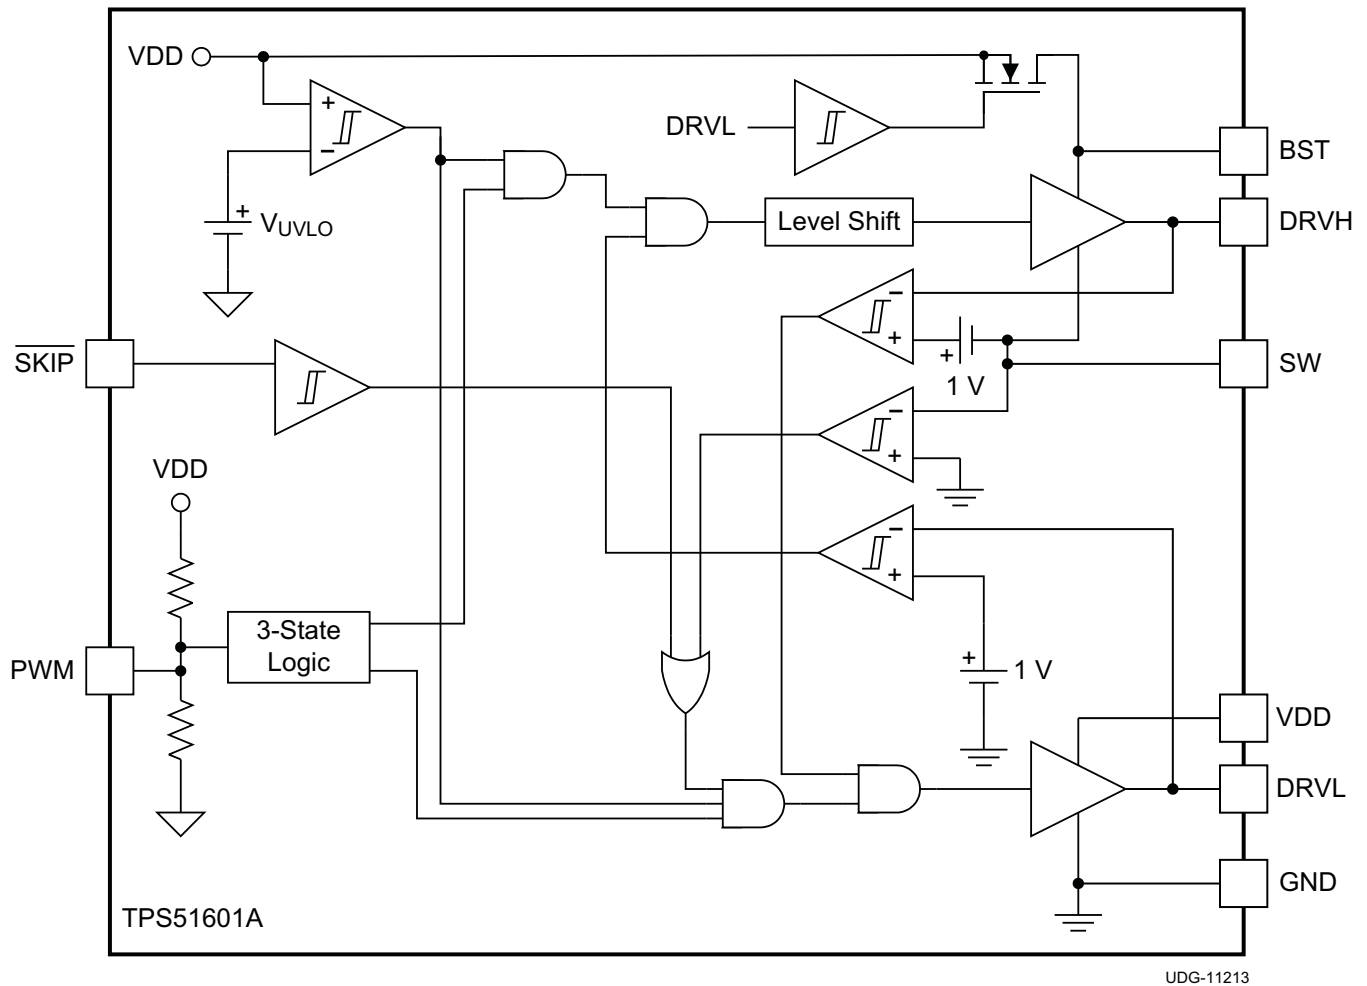 VDD
DRVL
BST
+
−
+
V_UVLO
Level Shift
DRVH
SKIP
−
+
+
1 V
SW
−
+
VDD
−
+
3-State
Logic
PWM
+
1 V
VDD
DRVL
GND
TPS51601A
UDG-11213